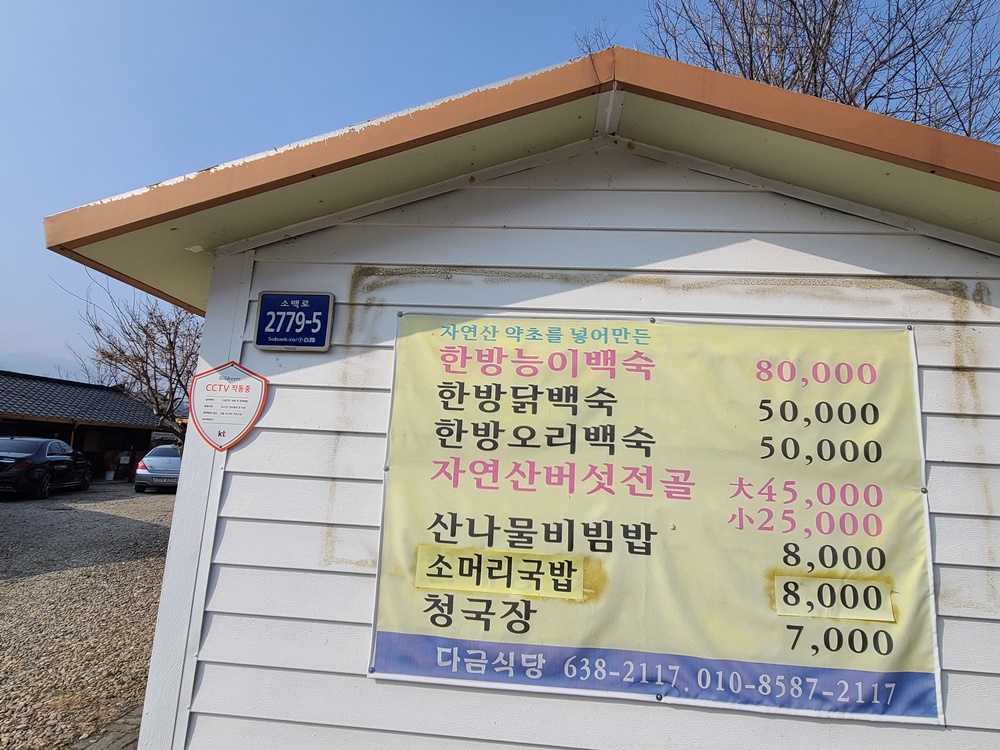 소백로
2779-5
Sobaek-ro/小白路
CCTV 작동중
kt
자연산 약초를 넣어만든
한방능이백숙 80,000
한방닭백숙 50,000
한방오리백숙 50,000
자연산버섯전골 大45,000
小25,000
산나물비빔밥 8,000
소머리국밥 8,000
청국장 7,000
다금식당 638-2117. 010-8587-2117